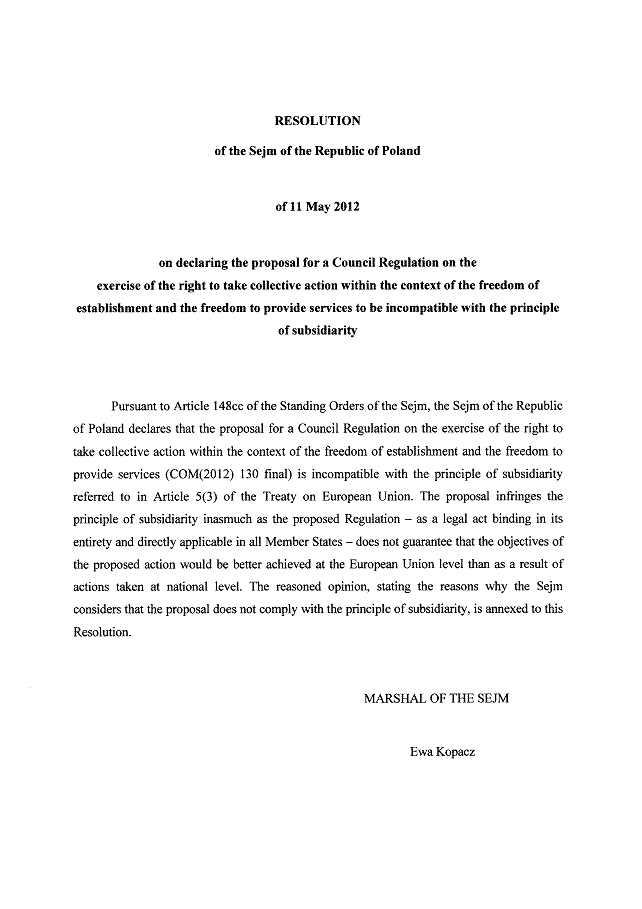 RESOLUTION
of the Sejm of the Republic of Poland
of 11 May 2012
on declaring the proposal for a Council Regulation on the
exercise of the right to take collective action within the context of the freedom of
establishment and the freedom to provide services to be incompatible with the principle
of subsidiarity
Pursuant to Article 148cc of the Standing Orders of the Sejm, the Sejm of the Republic
of Poland declares that the proposal for a Council Regulation on the exercise of the right to
take collective action within the context of the freedom of establishment and the freedom to
provide services (COM(2012) 130 final) is incompatible with the principle of subsidiarity
referred to in Article 5(3) of the Treaty on European Union. The proposal infringes the
principle of subsidiarity inasmuch as the proposed Regulation – as a legal act binding in its
entirety and directly applicable in all Member States – does not guarantee that the objectives of
the proposed action would be better achieved at the European Union level than as a result of
actions taken at national level. The reasoned opinion, stating the reasons why the Sejm
considers that the proposal does not comply with the principle of subsidiarity, is annexed to this
Resolution.
MARSHAL OF THE SEJM
Ewa Kopacz